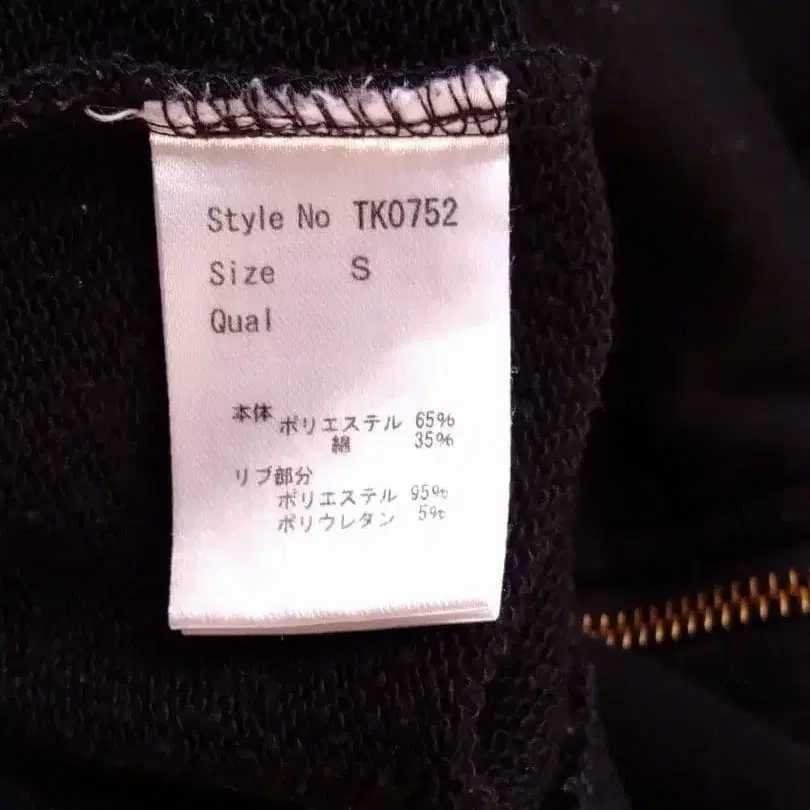 Style No TK0752
Size S
Qual
本体 ポリエステル 65%
綿 35%
リブ部分
ポリエステル 95%
ポリウレタン 5%